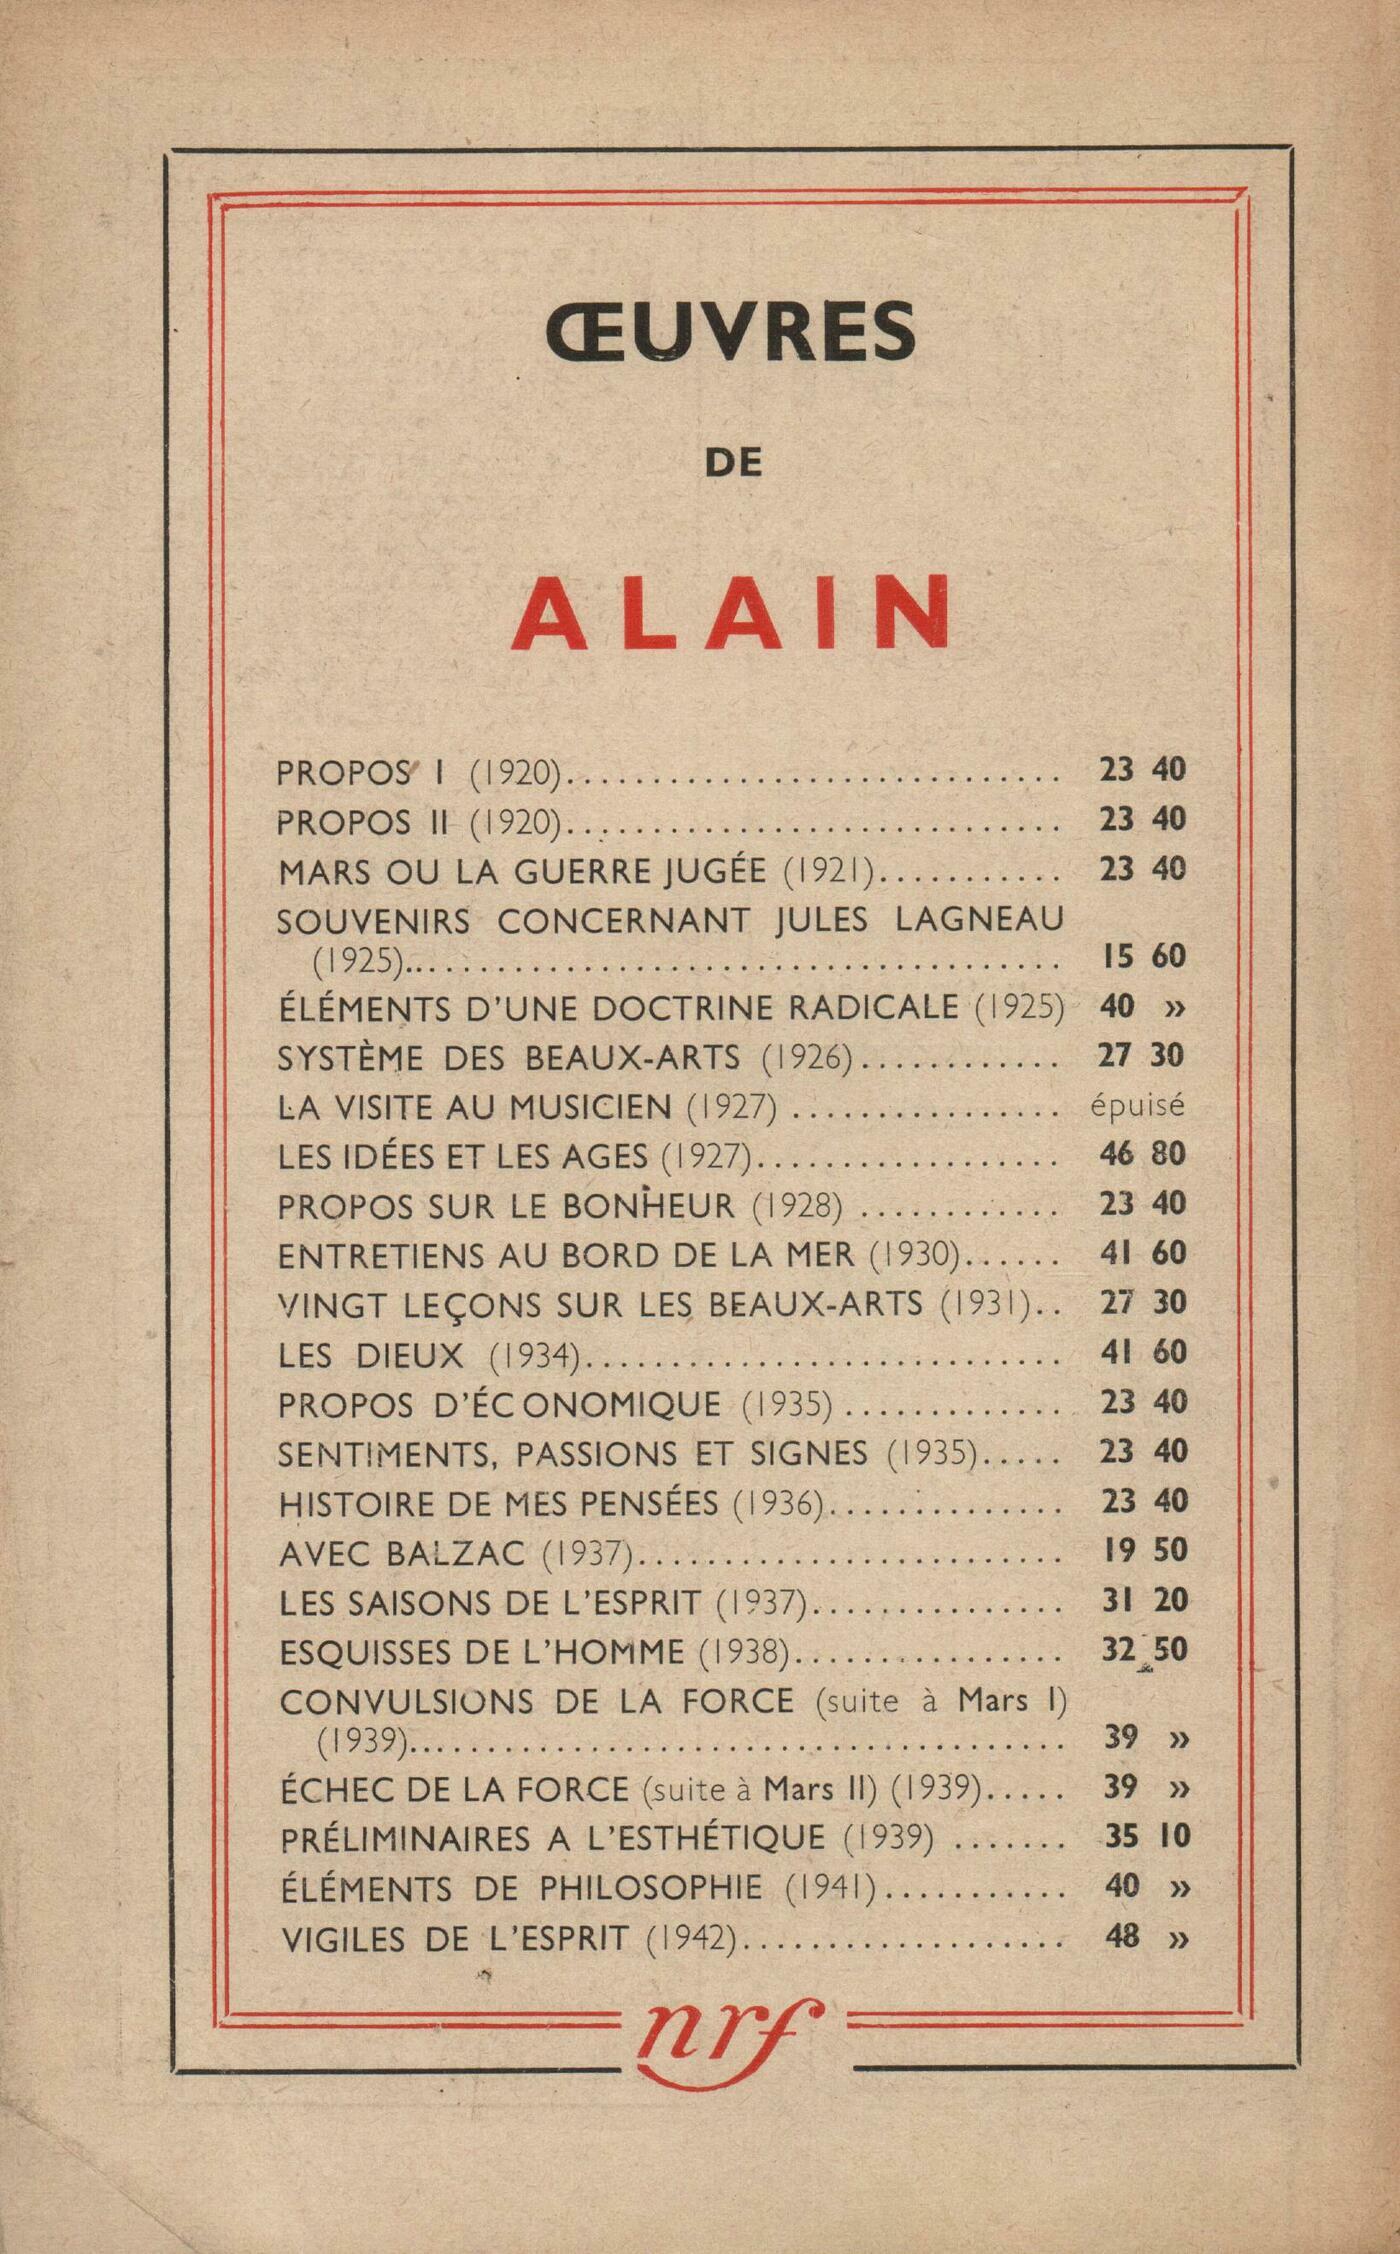 ŒUVRES
DE
ALAIN
PROPOS I (1920).............................. 23 40
PROPOS II (1920).............................. 23 40
MARS OU LA GUERRE JUGÉE (1921)........... 23 40
SOUVENIRS CONCERNANT JULES LAGNEAU
(1925)....................................... 15 60
ÉLÉMENTS D'UNE DOCTRINE RADICALE (1925) 40 »
SYSTÈME DES BEAUX-ARTS (1926)............ 27 30
LA VISITE AU MUSICIEN (1927) ................ épuisé
LES IDÉES ET LES AGES (1927).................. 46 80
PROPOS SUR LE BONHEUR (1928) ............ 23 40
ENTRETIENS AU BORD DE LA MER (1930)...... 41 60
VINGT LEÇONS SUR LES BEAUX-ARTS (1931).. 27 30
LES DIEUX (1934)............................. 41 60
PROPOS D'ÉCONOMIQUE (1935) ............. 23 40
SENTIMENTS, PASSIONS ET SIGNES (1935)..... 23 40
HISTOIRE DE MES PENSÉES (1936).............. 23 40
AVEC BALZAC (1937)......................... 19 50
LES SAISONS DE L'ESPRIT (1937)............... 31 20
ESQUISSES DE L'HOMME (1938)................ 32 50
CONVULSIONS DE LA FORCE (suite à Mars I)
(1939)....................................... 39 »
ÉCHEC DE LA FORCE (suite à Mars II) (1939)..... 39 »
PRÉLIMINAIRES A L'ESTHÉTIQUE (1939) ....... 35 10
ÉLÉMENTS DE PHILOSOPHIE (1941)........... 40 »
VIGILES DE L'ESPRIT (1942)................... 48 »
nrf